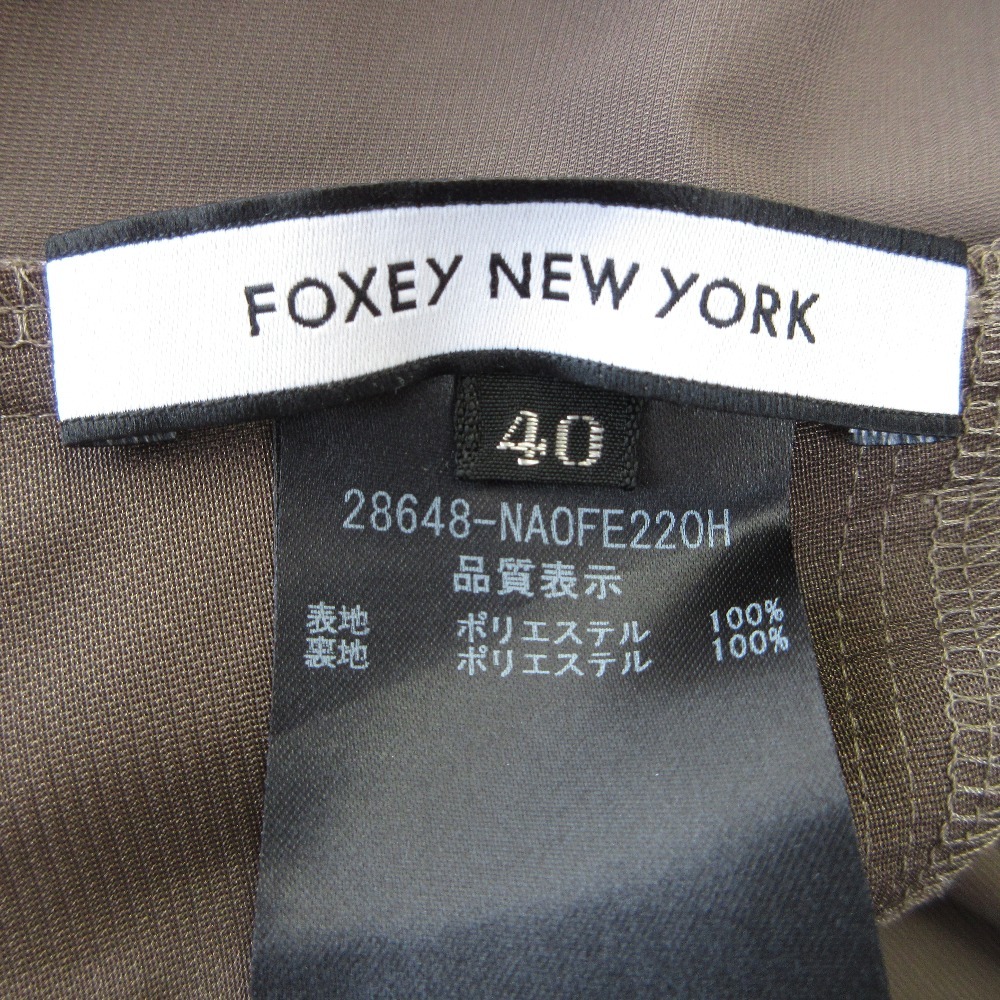 FOXEY NEW YORK
40
28648-NA0FE220H
品質表示
表地 ポリエステル 100%
裏地 ポリエステル 100%